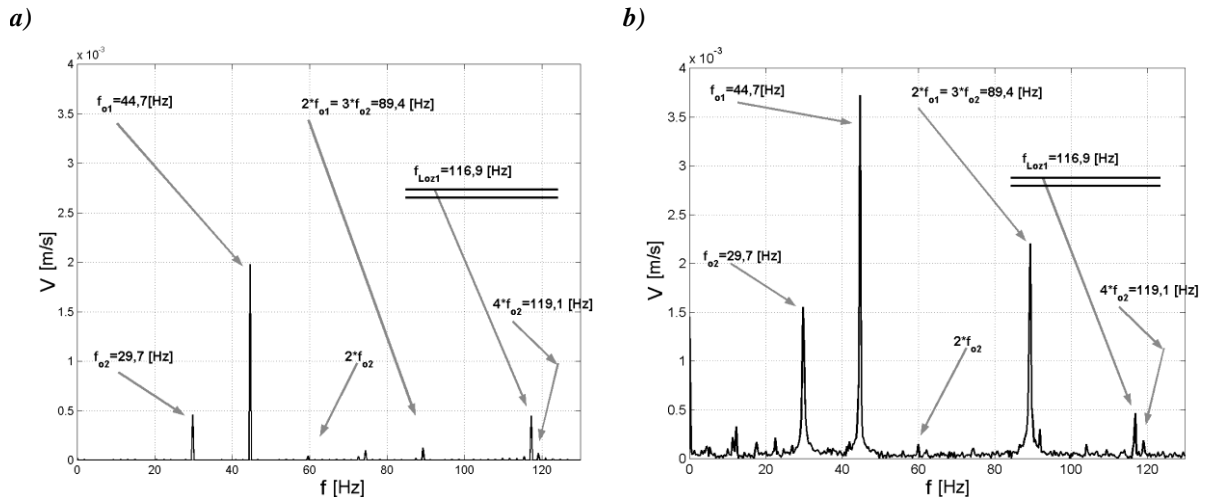 a)
x 10⁻³
4
3.5
3
2.5
2
1.5
1
0.5
0
V [m/s]
f_o1=44,7[Hz]
2*f_o1= 3*f_o2=89,4 [Hz]
f_Loz1=116,9 [Hz]
4*f_o2=119,1 [Hz]
f_o2=29,7 [Hz]
2*f_o2
0 20 40 60 80 100 120
f [Hz]
b)
x 10⁻³
4
3.5
3
2.5
2
1.5
1
0.5
0
V [m/s]
f_o1=44,7[Hz]
2*f_o1= 3*f_o2=89,4 [Hz]
f_Loz1=116,9 [Hz]
f_o2=29,7 [Hz]
4*f_o2=119,1 [Hz]
2*f_o2
0 20 40 60 80 100 120
f [Hz]